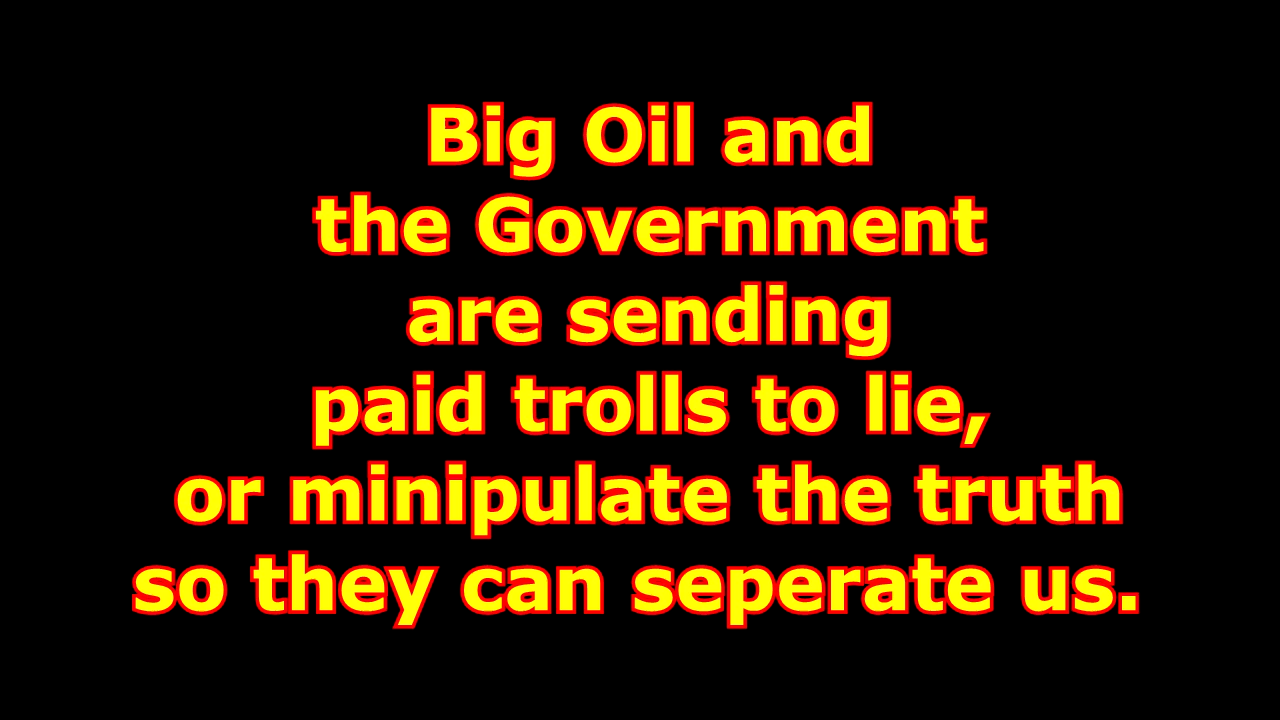 Big Oil and
the Government
are sending
paid trolls to lie,
or minipulate the truth
so they can seperate us.